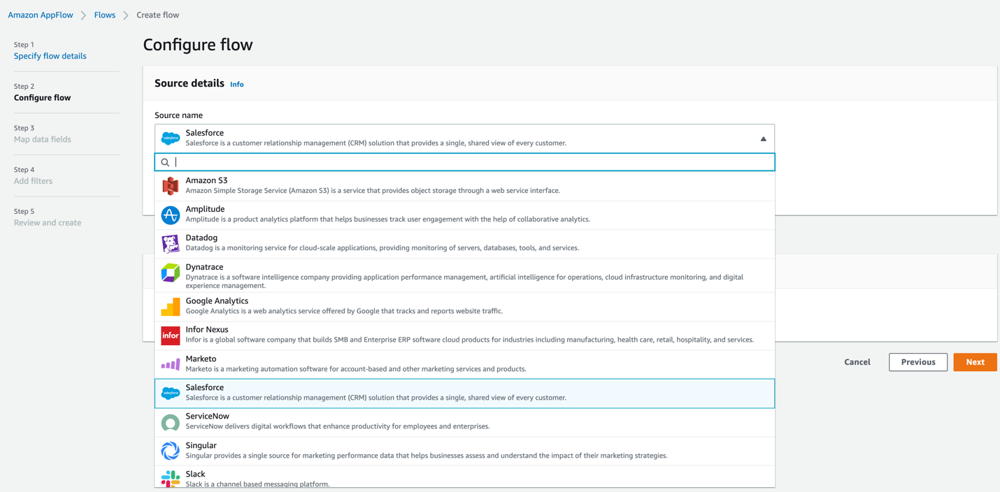 Amazon AppFlow > Flows > Create flow
Step 1
Specify flow details
Step 2
Configure flow
Step 3
Map data fields
Step 4
Add filters
Step 5
Review and create
Configure flow
Source details Info
Source name
salesforce
Salesforce
Salesforce is a customer relationship management (CRM) solution that provides a single, shared view of every customer.
Amazon S3
Amazon Simple Storage Service (Amazon S3) is a service that provides object storage through a web service interface.
Amplitude
Amplitude is a product analytics platform that helps businesses track user engagement with the help of collaborative analytics.
Datadog
Datadog is a monitoring service for cloud-scale applications, providing monitoring of servers, databases, tools, and services.
Dynatrace
Dynatrace is a software intelligence company providing application performance management, artificial intelligence for operations, cloud infrastructure monitoring, and digital
experience management.
Google Analytics
Google Analytics is a web analytics service offered by Google that tracks and reports website traffic.
infor
Infor Nexus
Infor is a global software company that builds SMB and Enterprise ERP software cloud products for industries including manufacturing, health care, retail, hospitality, and services.
Marketo
Marketo is a marketing automation software for account-based and other marketing services and products.
salesforce
Salesforce
Salesforce is a customer relationship management (CRM) solution that provides a single, shared view of every customer.
ServiceNow
ServiceNow delivers digital workflows that enhance productivity for employees and enterprises.
Singular
Singular provides a single source for marketing performance data that helps businesses assess and understand the impact of their marketing strategies.
Slack
Slack is a channel based messaging platform.
Cancel Previous Next